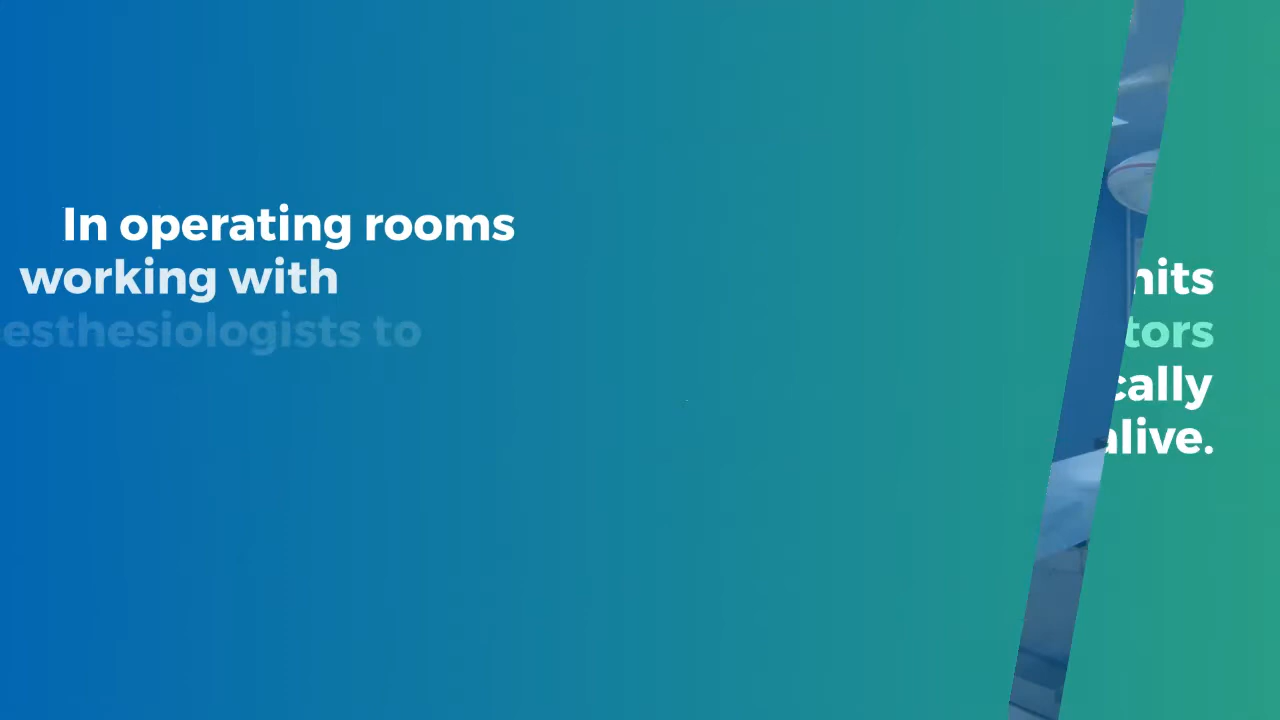 In operating rooms
working with
esthesiologists to
nits
tors
cally
alive.